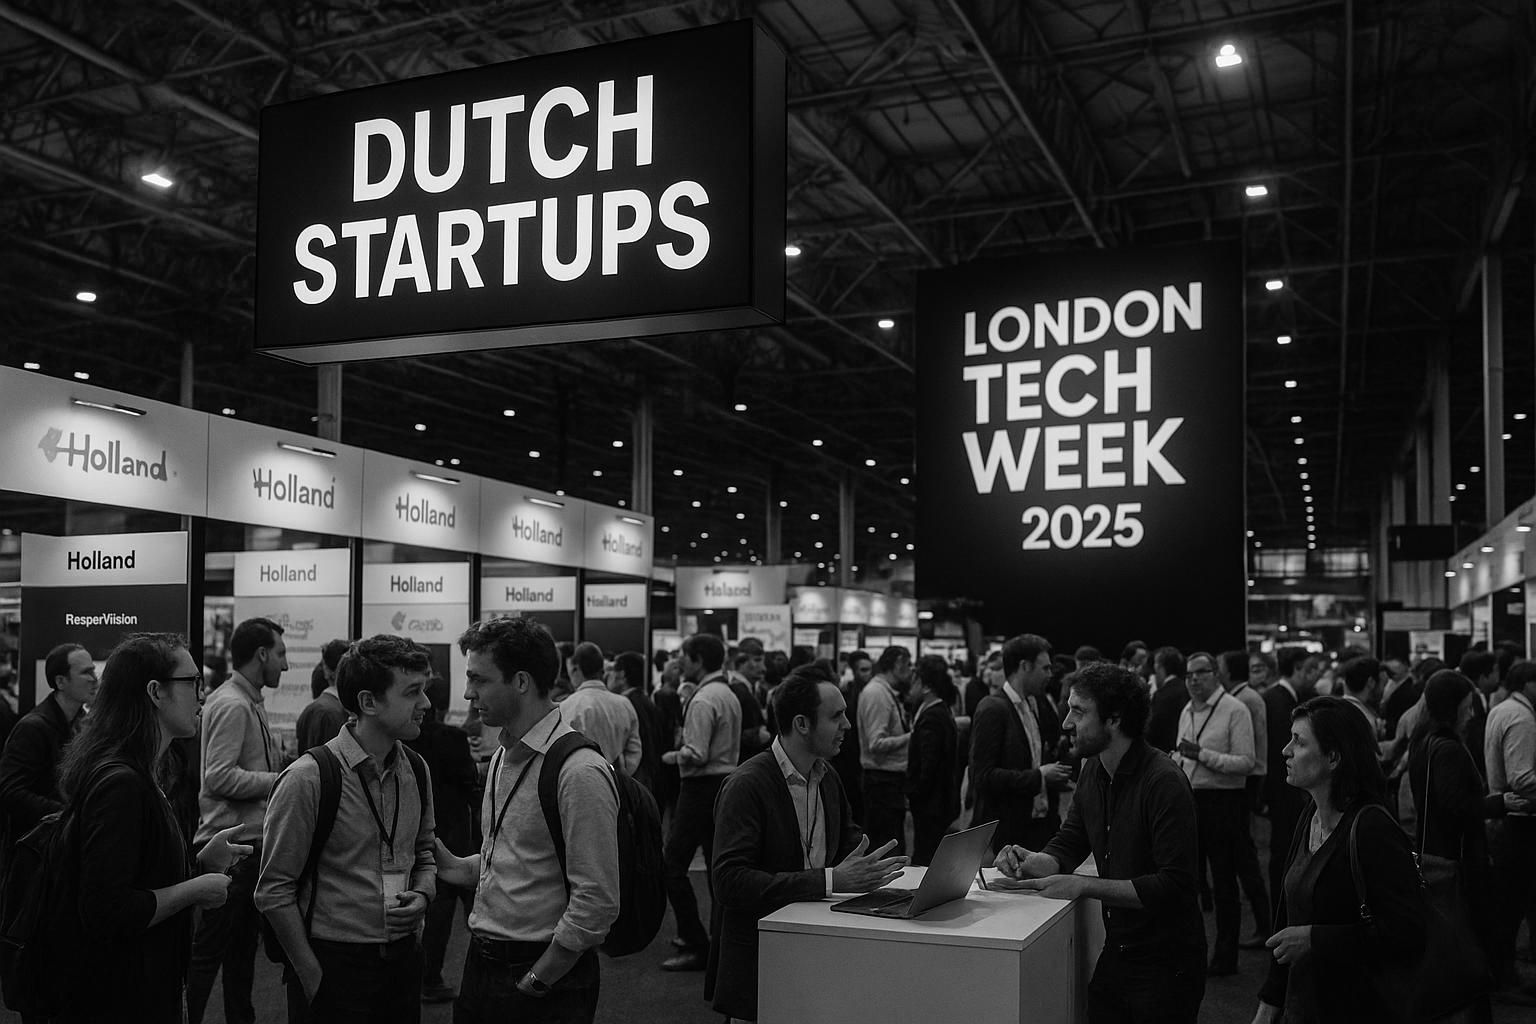 DUTCH
STARTUPS
LONDON
TECH
WEEK
2025
Holland
Holland
Holland
Holland
Holland
Holland
Holland
Holland
Holland
Holland
ResperViision